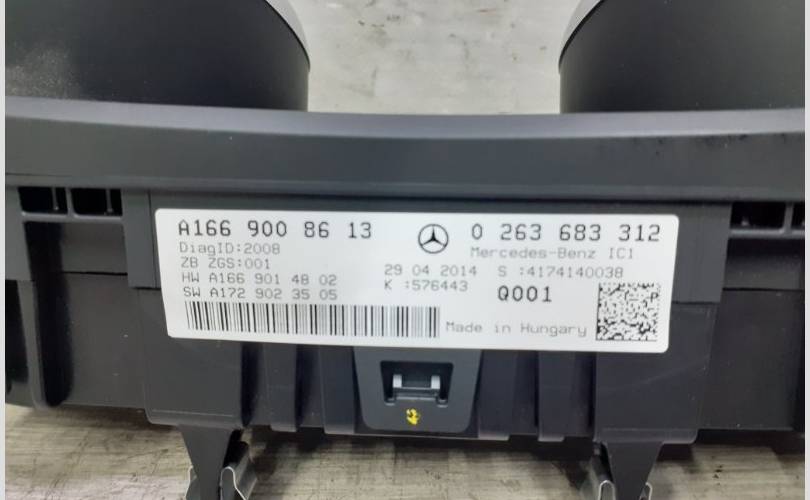 A166 900 86 13
0 263 683 312
DiagID:2008
Mercedes-Benz IC1
ZB ZGS:001
29 04 2014 S :4174140038
HW A166 901 48 02
K :576443
Q001
SW A172 902 35 05
Made in Hungary